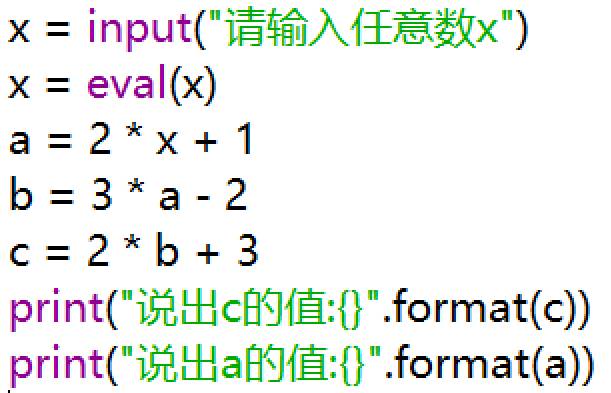 x = input("请输入任意数x")
x = eval(x)
a = 2 * x + 1
b = 3 * a - 2
c = 2 * b + 3
print("说出c的值:{}".format(c))
print("说出a的值:{}".format(a))